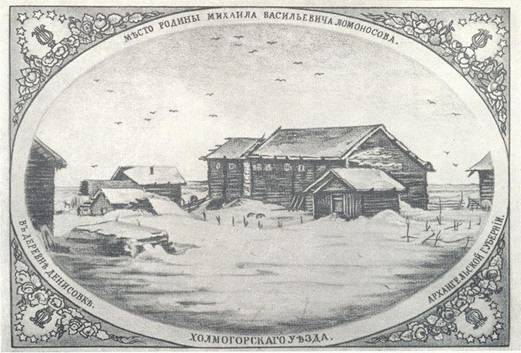 МѢСТО РОДИНЫ МИХАИЛА ВАСИЛЬЕВИЧА ЛОМОНОСОВА.
ВЪ ДЕРЕВНѢ ДЕНИСОВКѢ.
ХОЛМОГОРСКАГО УѢЗДА.
АРХАНГЕЛЬСКОЙ ГУБЕРНІИ.